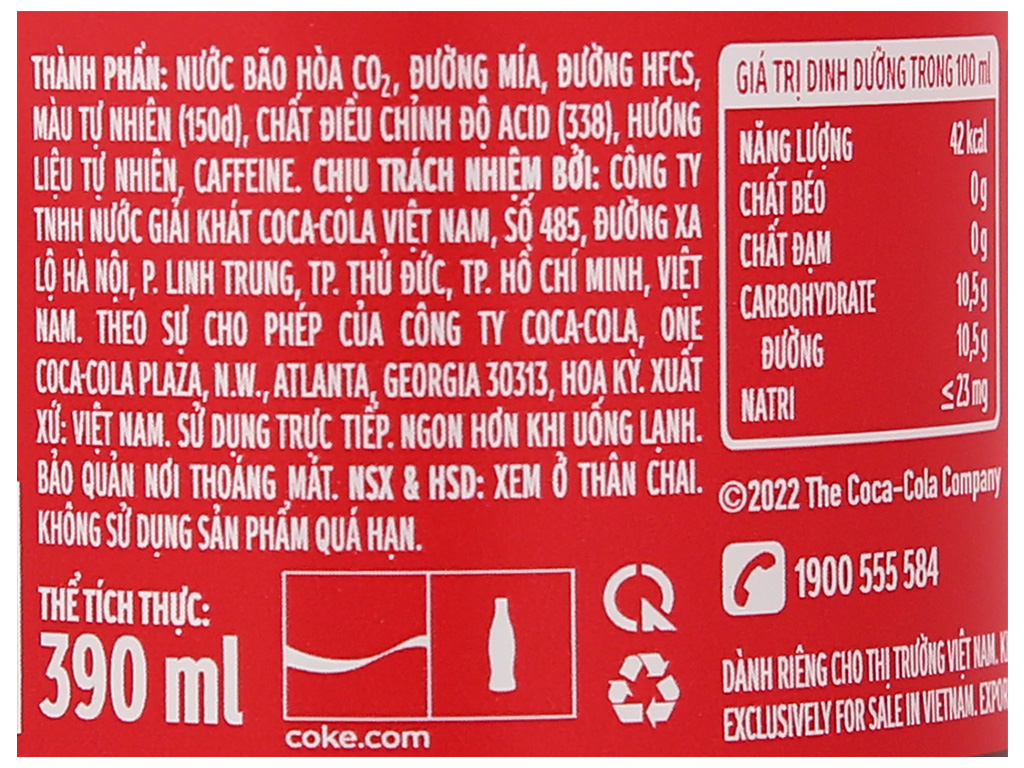 THÀNH PHẦN: NƯỚC BÃO HÒA CO₂, ĐƯỜNG MÍA, ĐƯỜNG HFCS,
MÀU TỰ NHIÊN (150d), CHẤT ĐIỀU CHỈNH ĐỘ ACID (338), HƯƠNG
LIỆU TỰ NHIÊN, CAFFEINE. CHỊU TRÁCH NHIỆM BỞI: CÔNG TY
TNHH NƯỚC GIẢI KHÁT COCA-COLA VIỆT NAM, SỐ 485, ĐƯỜNG XA
LỘ HÀ NỘI, P. LINH TRUNG, TP. THỦ ĐỨC, TP. HỒ CHÍ MINH, VIỆT
NAM. THEO SỰ CHO PHÉP CỦA CÔNG TY COCA-COLA, ONE
COCA-COLA PLAZA, N.W., ATLANTA, GEORGIA 30313, HOA KỲ. XUẤT
XỨ: VIỆT NAM. SỬ DỤNG TRỰC TIẾP. NGON HƠN KHI UỐNG LẠNH.
BẢO QUẢN NƠI THOÁNG MÁT. NSX & HSD: XEM Ở THÂN CHAI.
KHÔNG SỬ DỤNG SẢN PHẨM QUÁ HẠN.
THỂ TÍCH THỰC:
390 ml
coke.com
GIÁ TRỊ DINH DƯỠNG TRONG 100 ml
NĂNG LƯỢNG 42 kcal
CHẤT BÉO 0 g
CHẤT ĐẠM 0 g
CARBOHYDRATE 10,5 g
ĐƯỜNG 10,5 g
NATRI ≤ 23 mg
©2022 The Coca-Cola Company
1900 555 584
DÀNH RIÊNG CHO THỊ TRƯỜNG VIỆT NAM.
EXCLUSIVELY FOR SALE IN VIETNAM.